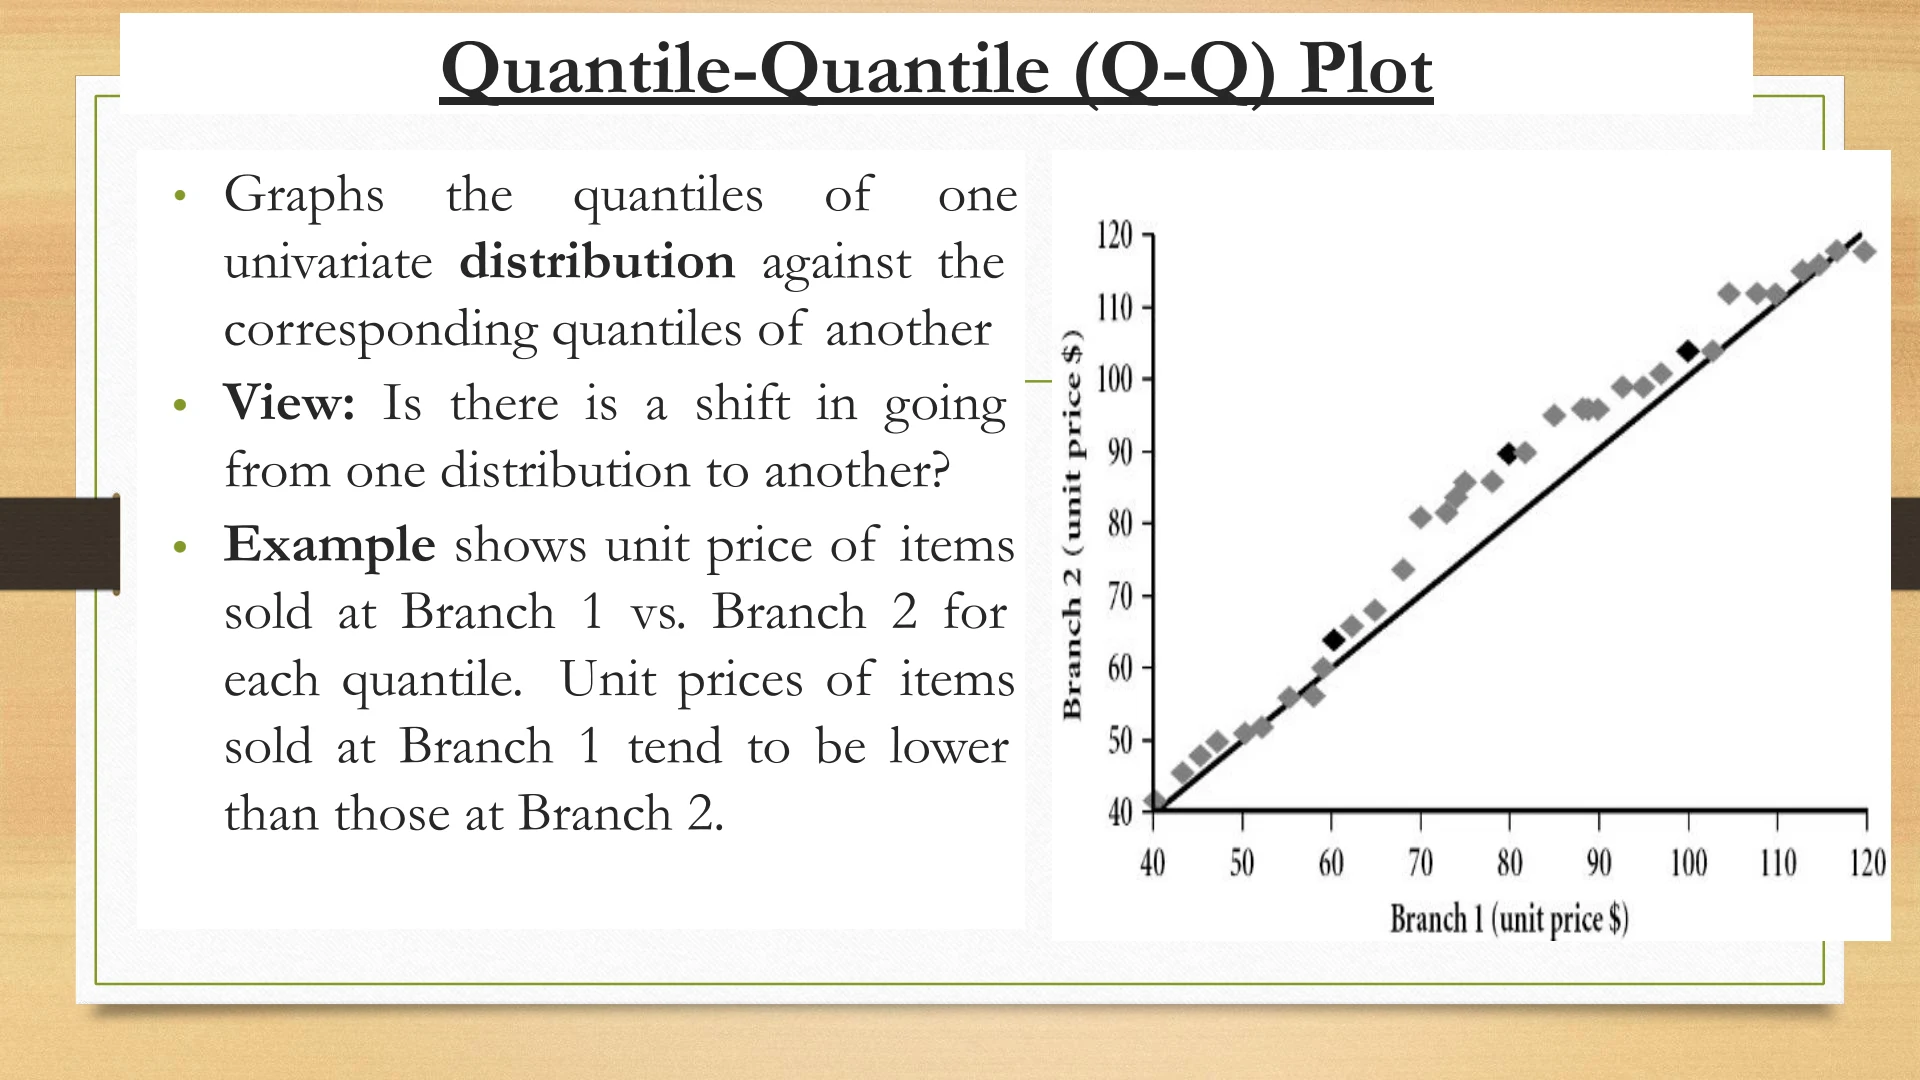 Quantile-Quantile (Q-Q) Plot
• Graphs the quantiles of one
univariate distribution against the
corresponding quantiles of another
• View: Is there is a shift in going
from one distribution to another?
• Example shows unit price of items
sold at Branch 1 vs. Branch 2 for
each quantile. Unit prices of items
sold at Branch 1 tend to be lower
than those at Branch 2.
Branch 2 (unit price $)
120
110
100
90
80
70
60
50
40
40 50 60 70 80 90 100 110 120
Branch 1 (unit price $)